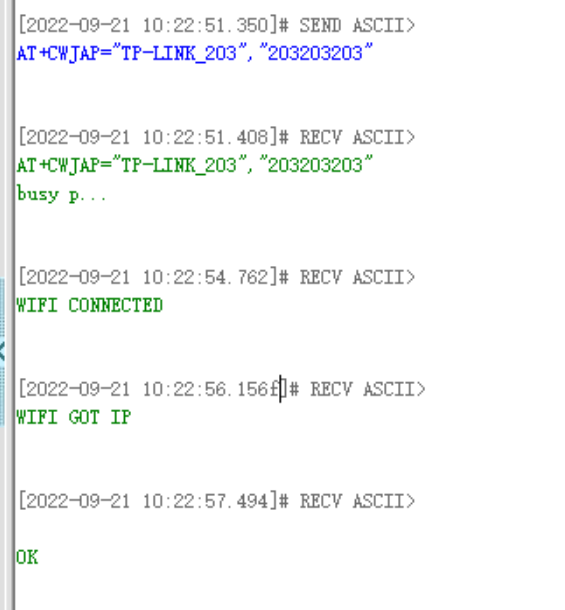 [2022-09-21 10:22:51.350]# SEND ASCII>
AT+CWJAP="TP-LINK_203","203203203"
[2022-09-21 10:22:51.408]# RECV ASCII>
AT+CWJAP="TP-LINK_203","203203203"
busy p...
[2022-09-21 10:22:54.762]# RECV ASCII>
WIFI CONNECTED
[2022-09-21 10:22:56.156f]# RECV ASCII>
WIFI GOT IP
[2022-09-21 10:22:57.494]# RECV ASCII>
OK